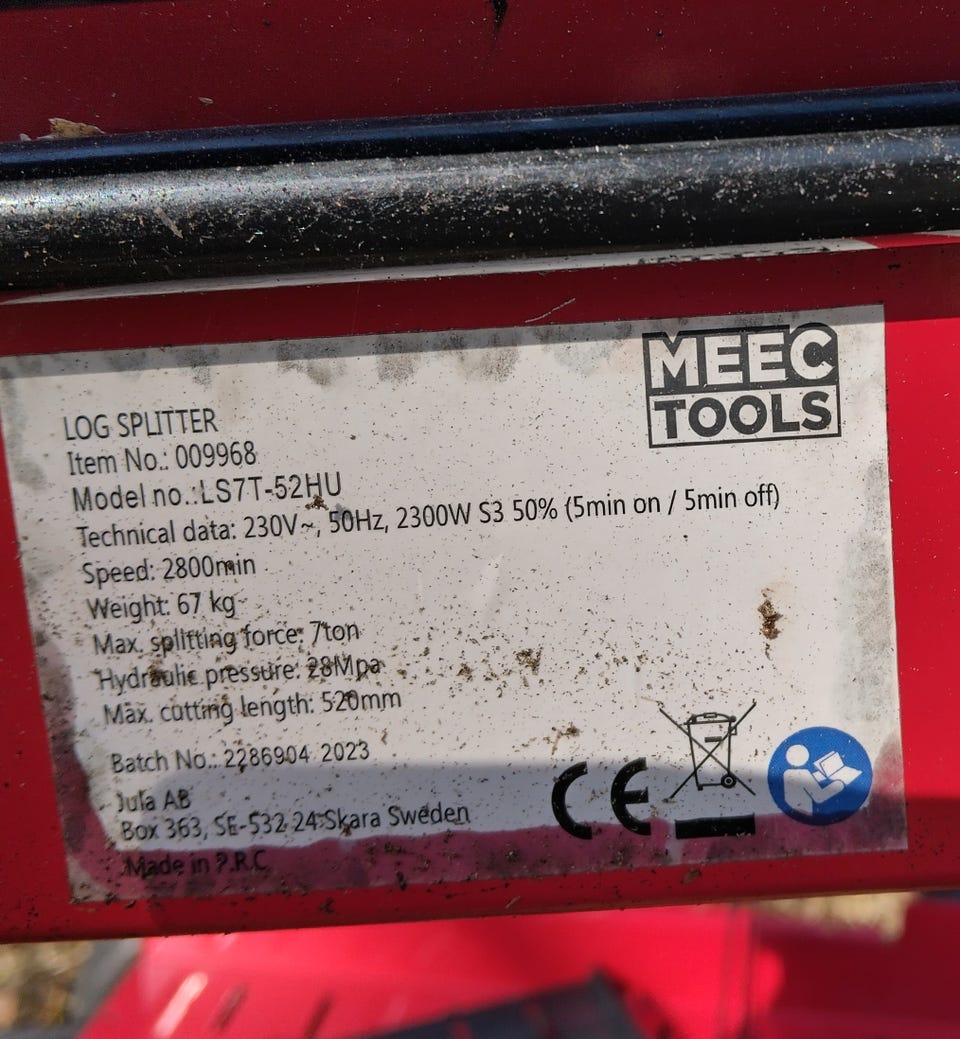 MEEC
TOOLS
LOG SPLITTER
Item No.: 009968
Model no.:LS7T-52HU
Technical data: 230V~, 50Hz, 2300W S3 50% (5min on / 5min off)
Speed: 2800min
Weight: 67 kg
Max. splitting force: 7ton
Hydraulic pressure: 28Mpa
Max. cutting length: 520mm
Batch No.: 2286904 2023
Jula AB
Box 363, SE-532 24 Skara Sweden
Made in P.R.C
CE